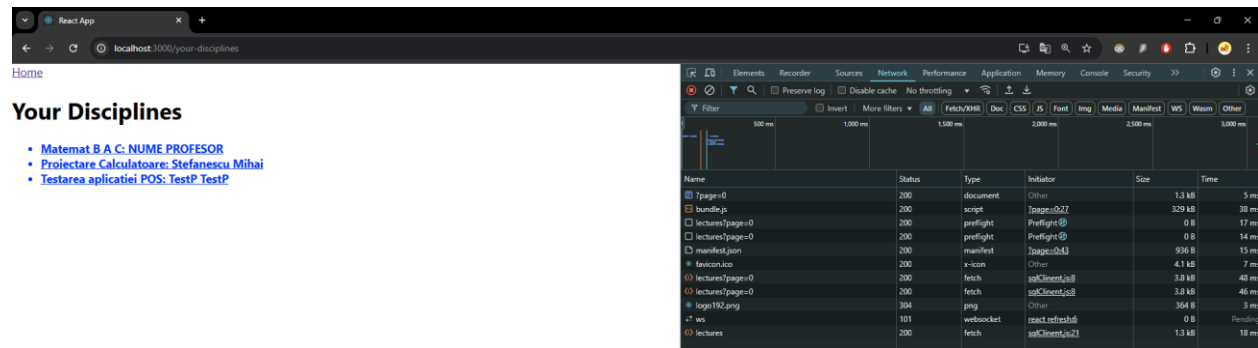 React App
localhost:3000/your-disciplines
Home
Your Disciplines
Matemat B A C: NUME PROFESOR
Proiectare Calculatoare: Stefanescu Mihai
Testarea aplicatiei POS: TestP TestP
Elements Recorder Sources Network Performance Application Memory Console Security
Preserve log Disable cache No throttling
Filter Invert More filters All Fetch/XHR Doc CSS JS Font Img Media Manifest WS Wasm Other
500 ms 1,000 ms 1,500 ms 2,000 ms 2,500 ms 3,000 ms
Name Status Type Initiator Size Time
?page=0 200 document Other 1.3 kB 5 ms
bundle.js 200 script ?page=0:27 329 kB 38 ms
lectures?page=0 200 preflight Preflight 0 B 17 ms
lectures?page=0 200 preflight Preflight 0 B 14 ms
manifest.json 200 manifest ?page=0:43 936 B 15 ms
favicon.ico 200 x-icon Other 4.1 kB 7 ms
lectures?page=0 200 fetch sqlClinent.js:8 3.8 kB 48 ms
lectures?page=0 200 fetch sqlClinent.js:8 3.8 kB 46 ms
logo192.png 304 png Other 364 B 3 ms
ws 101 websocket react refresh:6 0 B Pending
lectures 200 fetch sqlClinent.js:21 1.3 kB 18 ms